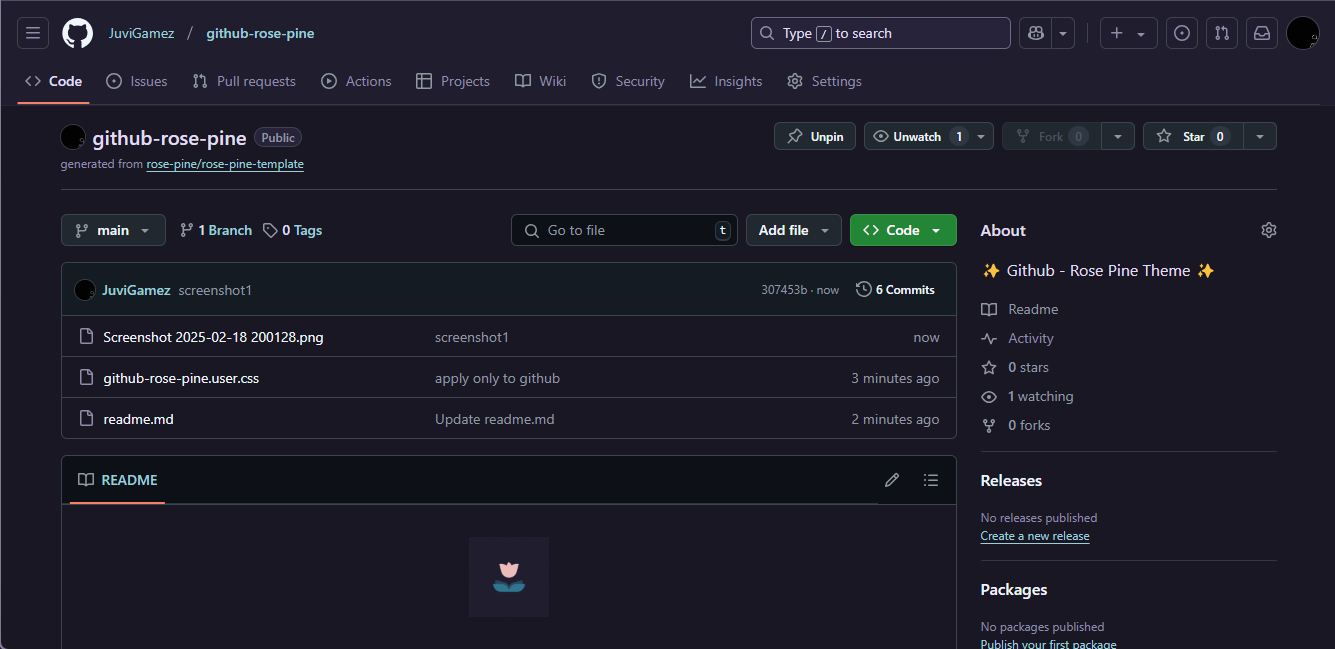 JuviGamez / github-rose-pine Type / to search
Code Issues Pull requests Actions Projects Wiki Security Insights Settings
github-rose-pine Public Unpin Unwatch 1 Fork 0 Star 0
generated from rose-pine/rose-pine-template
main 1 Branch 0 Tags Go to file t Add file Code
JuviGamez screenshot1 307453b · now 6 Commits
Screenshot 2025-02-18 200128.png screenshot1 now
github-rose-pine.user.css apply only to github 3 minutes ago
readme.md Update readme.md 2 minutes ago
README
About
✨ Github - Rose Pine Theme ✨
Readme
Activity
0 stars
1 watching
0 forks
Releases
No releases published
Create a new release
Packages
No packages published
Publish your first package